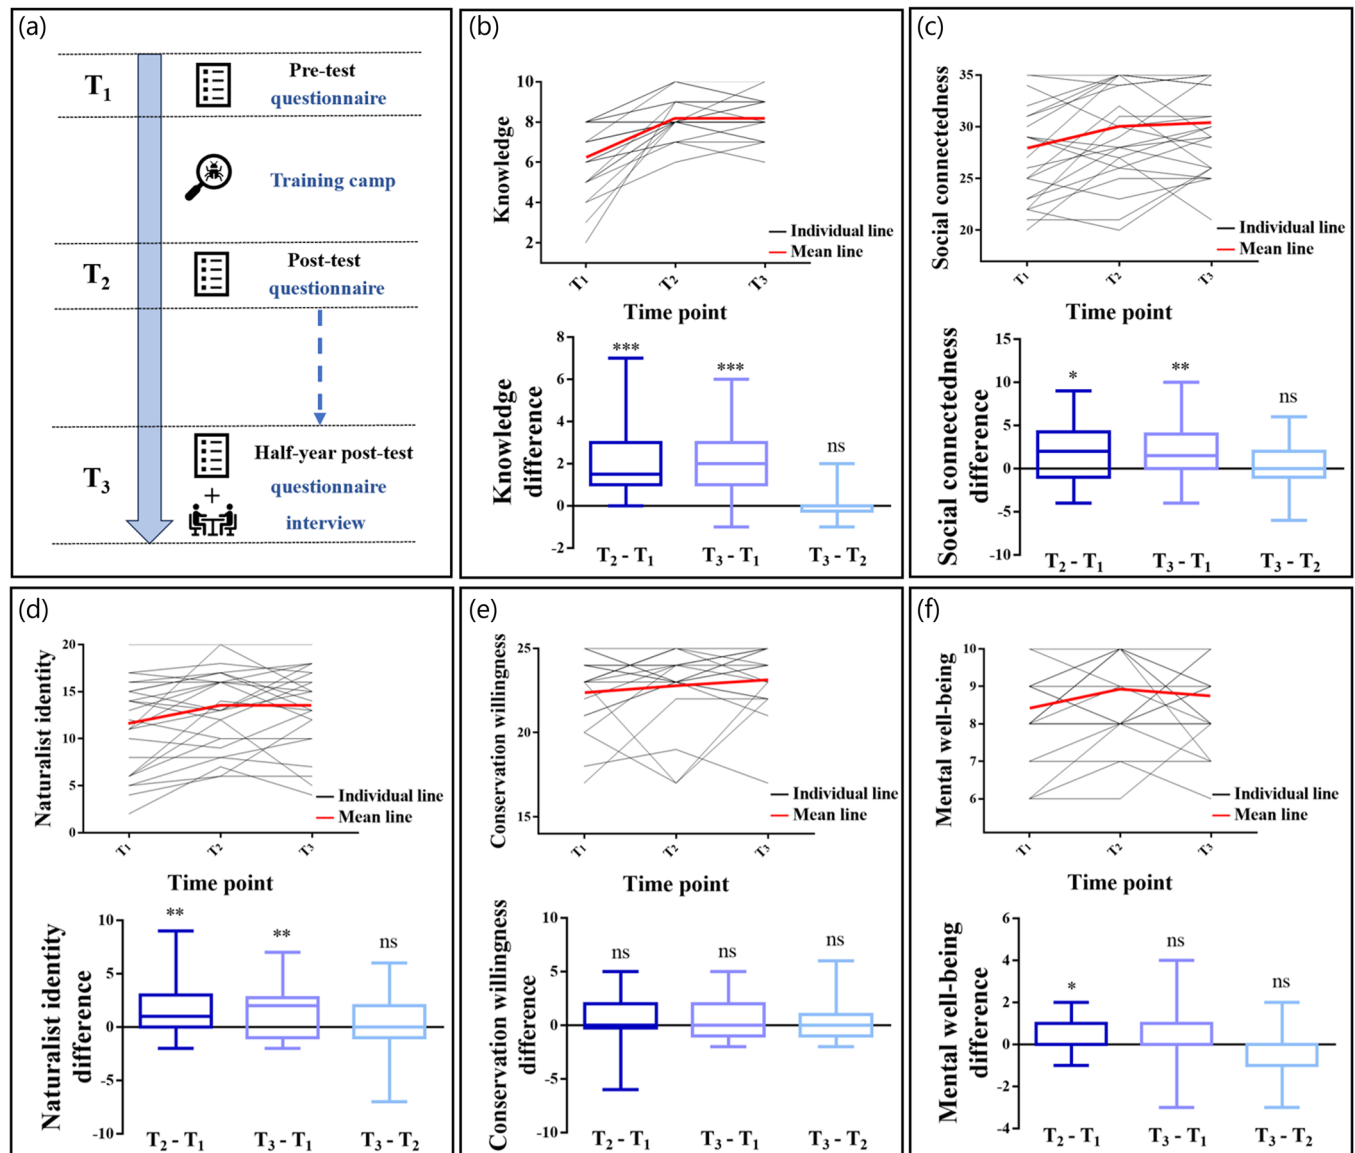 (a)
T1
Pre-test
questionnaire
Training camp
T2
Post-test
questionnaire
T3
Half-year post-test
questionnaire
+
interview
(b)
Knowledge
10
8
6
4
2
Individual line
Mean line
T1
T2
T3
Time point
Knowledge
difference
8
6
4
2
0
-2
***
***
ns
T2 - T1
T3 - T1
T3 - T2
(c)
Social connectedness
35
30
25
20
Individual line
Mean line
T1
T2
T3
Time point
Social connectedness
difference
15
10
5
0
-5
-10
*
**
ns
T2 - T1
T3 - T1
T3 - T2
(d)
Naturalist identity
20
15
10
5
0
Individual line
Mean line
T1
T2
T3
Time point
Naturalist identity
difference
10
5
0
-5
-10
**
**
ns
T2 - T1
T3 - T1
T3 - T2
(e)
Conservation willingness
25
20
15
Individual line
Mean line
T1
T2
T3
Time point
Conservation willingness
difference
10
5
0
-5
-10
ns
ns
ns
T2 - T1
T3 - T1
T3 - T2
(f)
Mental well-being
10
9
8
7
6
Individual line
Mean line
T1
T2
T3
Time point
Mental well-being
difference
6
4
2
0
-2
-4
*
ns
ns
T2 - T1
T3 - T1
T3 - T2